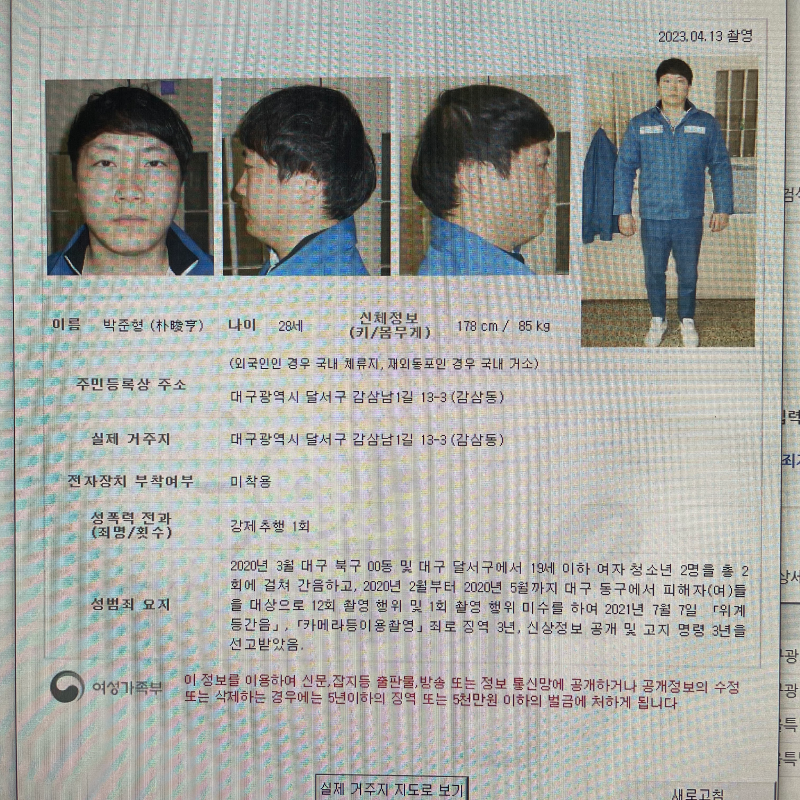 2023.04.13 촬영
이름 박준형 (朴晙亨) 나이 28세 신체정보 (키/몸무게) 178 cm / 85 kg
(외국인인 경우 국내 체류지, 재외동포인 경우 국내 거소)
주민등록상 주소
대구광역시 달서구 감삼남1길 13-3 (감삼동)
실제 거주지 대구광역시 달서구 감삼남1길 13-3 (감삼동)
전자장치 부착여부 미착용
성폭력 전과
(죄명/횟수)
강제추행 1회
성범죄 요지
2020년 3월 대구 북구 00동 및 대구 달서구에서 19세 이하 여자 청소년 2명을 총 2
회에 걸쳐 간음하고, 2020년 2월부터 2020년 5월까지 대구 동구에서 피해자(여)들
을 대상으로 12회 촬영 행위 및 1회 촬영 행위 미수를 하여 2021년 7월 7일 「위계
등간음」, 「카메라등이용촬영」죄로 징역 3년, 신상정보 공개 및 고지 명령 3년을
선고받았음.
여성가족부
이 정보를 이용하여 신문,잡지등 출판물,방송 또는 정보 통신망에 공개하거나 공개정보의 수정
또는 삭제하는 경우에는 5년이하의 징역 또는 5천만원 이하의 벌금에 처하게 됩니다
실제 거주지 지도로 보기
새로고침